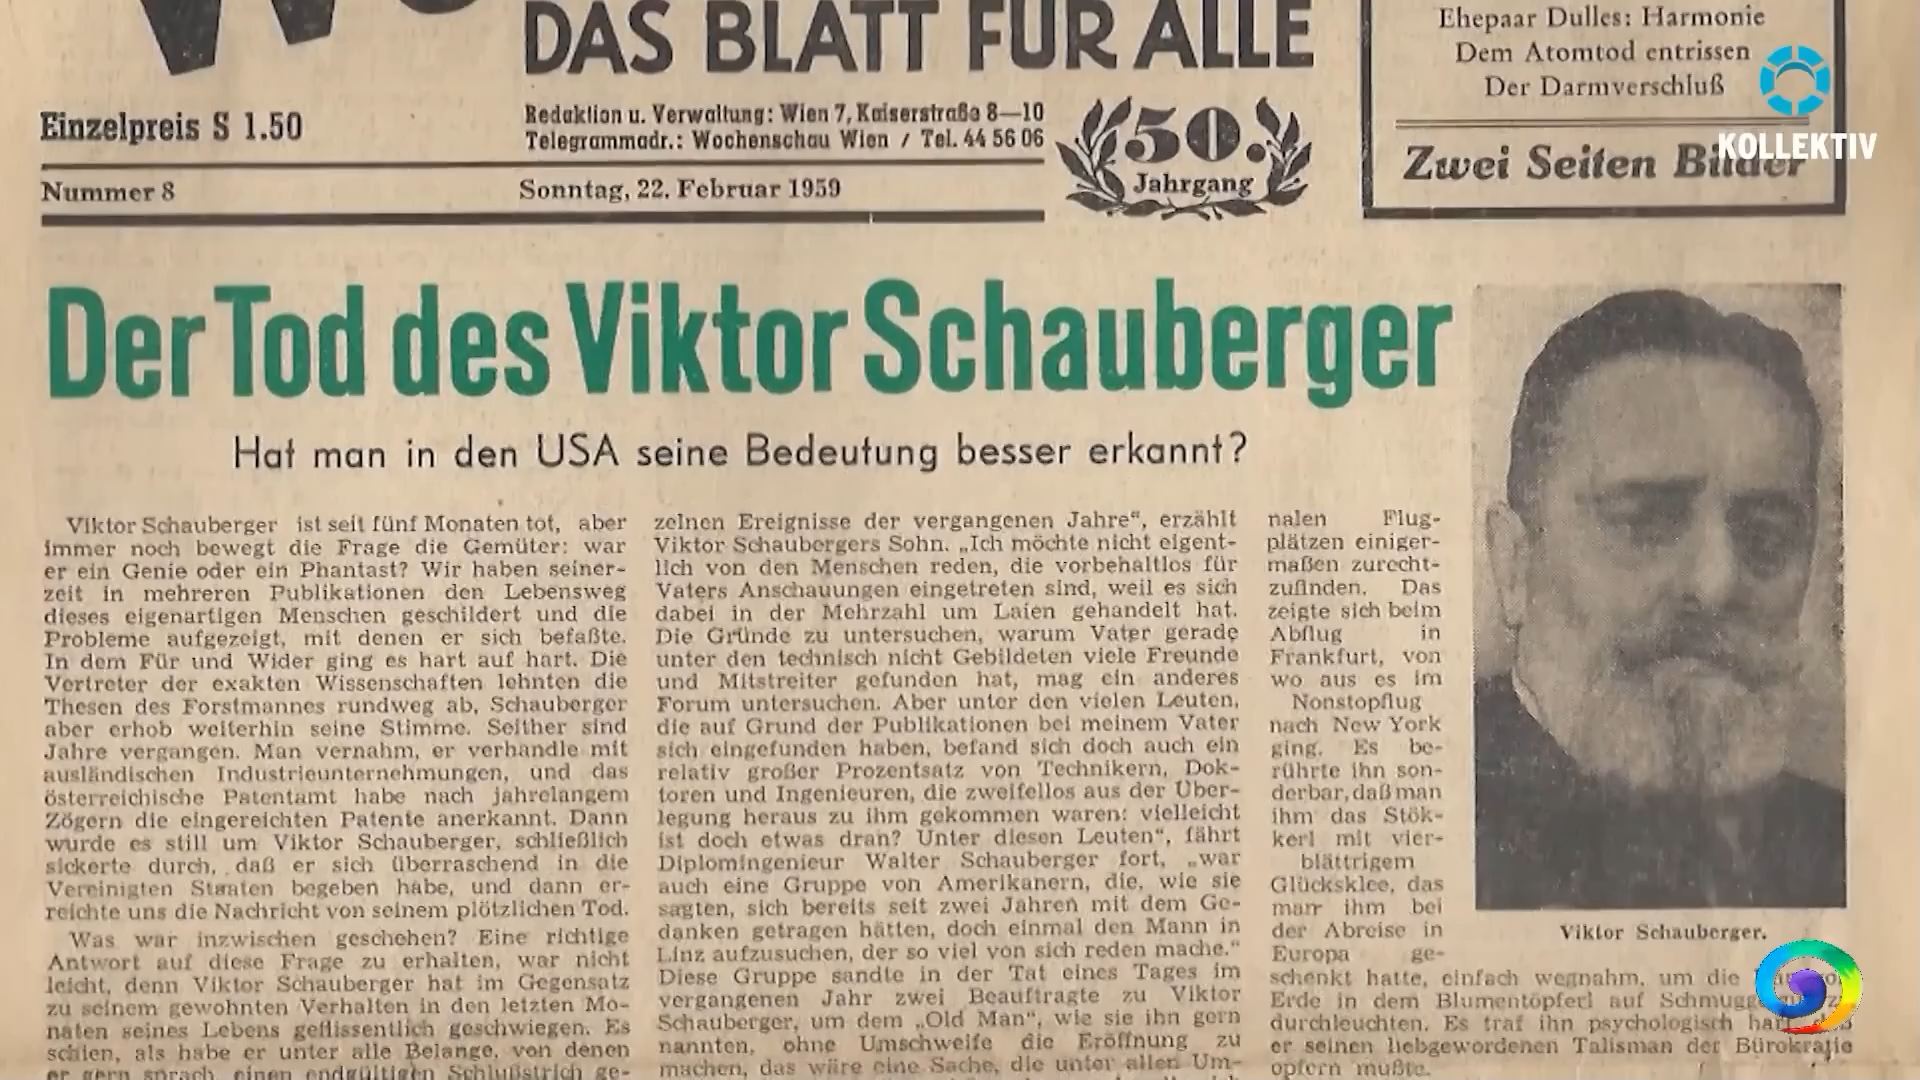 DAS BLATT FÜR ALLE
Ehepaar Dulles: Harmonie
Dem Atomtod entrissen
Der Darmverschluß
KOLLEKTIV
Zwei Seiten Bilder
Einzelpreis S 1.50
Redaktion u. Verwaltung: Wien 7, Kaiserstraße 8—10
Telegrammadr.: Wochenschau Wien / Tel. 44 56 06
50.
Jahrgang
Nummer 8
Sonntag, 22. Februar 1959
Der Tod des Viktor Schauberger
Hat man in den USA seine Bedeutung besser erkannt?
Viktor Schauberger ist seit fünf Monaten tot, aber
immer noch bewegt die Frage die Gemüter: war
er ein Genie oder ein Phantast? Wir haben seiner-
zeit in mehreren Publikationen den Lebensweg
dieses eigenartigen Menschen geschildert und die
Probleme aufgezeigt, mit denen er sich befaßte.
In dem Für und Wider ging es hart auf hart. Die
Vertreter der exakten Wissenschaften lehnten die
Thesen des Forstmannes rundweg ab, Schauberger
aber erhob weiterhin seine Stimme. Seither sind
Jahre vergangen. Man vernahm, er verhandle mit
ausländischen Industrieunternehmungen, und das
österreichische Patentamt habe nach jahrelangem
Zögern die eingereichten Patente anerkannt. Dann
wurde es still um Viktor Schauberger, schließlich
sickerte durch, daß er sich überraschend in die
Vereinigten Staaten begeben habe, und dann er-
reichte uns die Nachricht von seinem plötzlichen Tod.
Was war inzwischen geschehen? Eine richtige
Antwort auf diese Frage zu erhalten, war nicht
leicht, denn Viktor Schauberger hat im Gegensatz
zu seinem gewohnten Verhalten in den letzten Mo-
naten seines Lebens geflissentlich geschwiegen. Es
schien, als habe er unter alle Belange, von denen
er gern sprach, einen endgültigen Schlußstrich ge-
zelnen Ereignisse der vergangenen Jahre“, erzählt
Viktor Schaubergers Sohn. „Ich möchte nicht eigent-
lich von den Menschen reden, die vorbehaltlos für
Vaters Anschauungen eingetreten sind, weil es sich
dabei in der Mehrzahl um Laien gehandelt hat.
Die Gründe zu untersuchen, warum Vater gerade
unter den technisch nicht Gebildeten viele Freunde
und Mitstreiter gefunden hat, mag ein anderes
Forum untersuchen. Aber unter den vielen Leuten,
die auf Grund der Publikationen bei meinem Vater
sich eingefunden haben, befand sich doch auch ein
relativ großer Prozentsatz von Technikern, Dok-
toren und Ingenieuren, die zweifellos aus der Über-
legung heraus zu ihm gekommen waren: vielleicht
ist doch etwas dran? Unter diesen Leuten“, fährt
Diplomingenieur Walter Schauberger fort, „war
auch eine Gruppe von Amerikanern, die, wie sie
sagten, sich bereits seit zwei Jahren mit dem Ge-
danken getragen hätten, doch einmal den Mann in
Linz aufzusuchen, der so viel von sich reden mache.“
Diese Gruppe sandte in der Tat eines Tages im
vergangenen Jahr zwei Beauftragte zu Viktor
Schauberger, um dem „Old Man“, wie sie ihn gern
nannten, ohne Umschweife die Eröffnung zu
machen, das wäre eine Sache, die unter allen Um-
nalen Flug-
plätzen einiger-
maßen zurecht-
zufinden. Das
zeigte sich beim
Abflug in
Frankfurt, von
wo aus es im
Nonstopflug
nach New York
ging. Es be-
rührte ihn son-
derbar, daß man
ihm das Stök-
kerl mit vier-
blättrigem
Glücksklee, das
man ihm bei
der Abreise in
Europa ge-
schenkt hatte, einfach wegnahm, um die
Erde in dem Blumentöpferl auf
durchleuchten. Es traf ihn psychologisch hart, daß
er seinen liebgewordenen Talisman der Bürokratie
opfern mußte.
Viktor Schauberger.